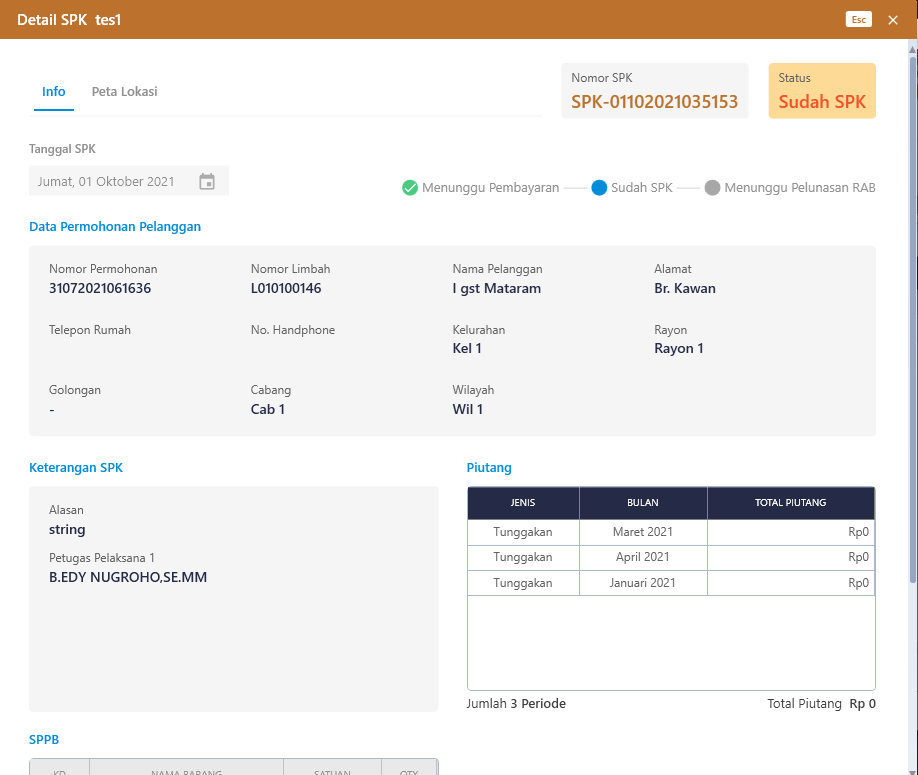 Detail SPK tes1
Esc
Info
Peta Lokasi
Nomor SPK
SPK-01102021035153
Status
Sudah SPK
Tanggal SPK
Jumat, 01 Oktober 2021
Menunggu Pembayaran
Sudah SPK
Menunggu Pelunasan RAB
Data Permohonan Pelanggan
Nomor Permohonan
31072021061636
Nomor Limbah
L010100146
Nama Pelanggan
I gst Mataram
Alamat
Br. Kawan
Telepon Rumah
No. Handphone
Kelurahan
Kel 1
Rayon
Rayon 1
Golongan
-
Cabang
Cab 1
Wilayah
Wil 1
Keterangan SPK
Alasan
string
Petugas Pelaksana 1
B.EDY NUGROHO,SE.MM
Piutang
JENIS BULAN TOTAL PIUTANG
Tunggakan Maret 2021 Rp0
Tunggakan April 2021 Rp0
Tunggakan Januari 2021 Rp0
Jumlah 3 Periode
Total Piutang Rp 0
SPPB
KD NAMA BARANG SATUAN QTY